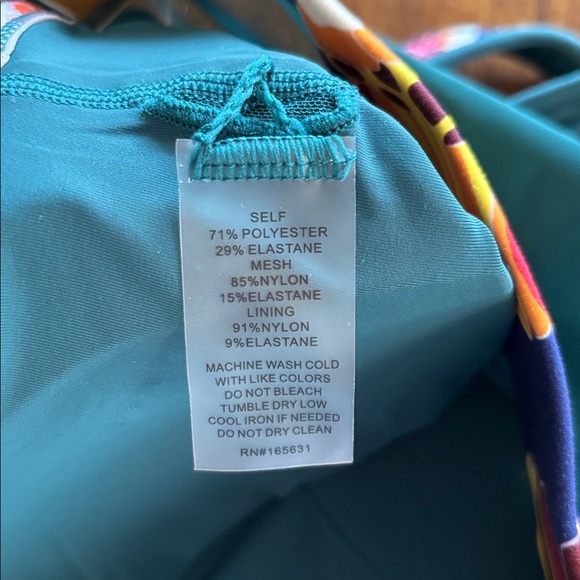 SELF
71% POLYESTER
29% ELASTANE
MESH
85%NYLON
15%ELASTANE
LINING
91%NYLON
9%ELASTANE
MACHINE WASH COLD
WITH LIKE COLORS
DO NOT BLEACH
TUMBLE DRY LOW
COOL IRON IF NEEDED
DO NOT DRY CLEAN
RN#165631